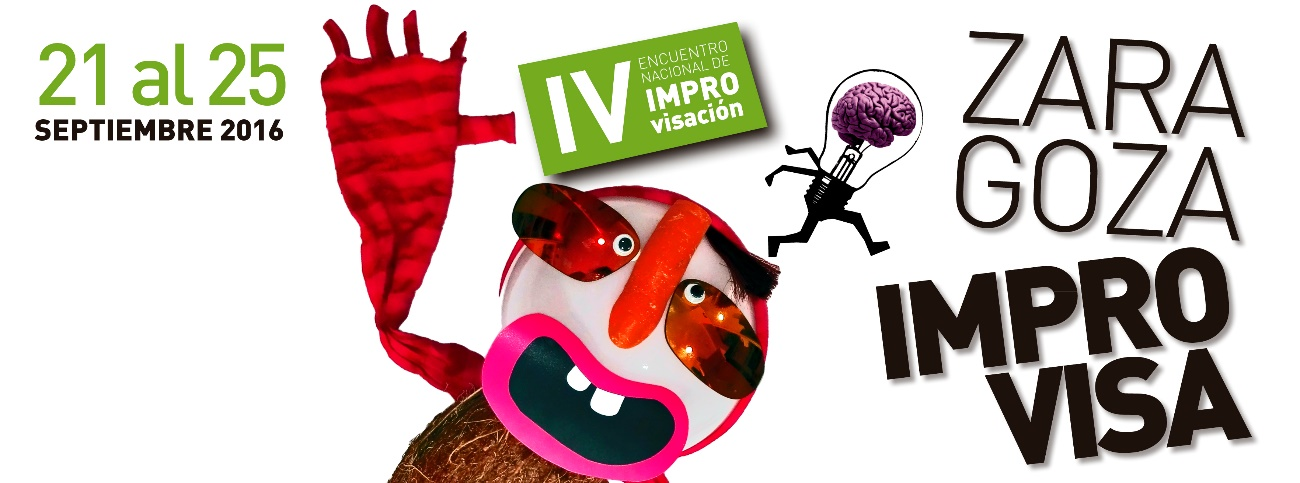 21 al 25
SEPTIEMBRE 2016
IV
ENCUENTRO
NACIONAL DE
IMPRO
visación
ZARA
GOZA
IMPRO
VISA